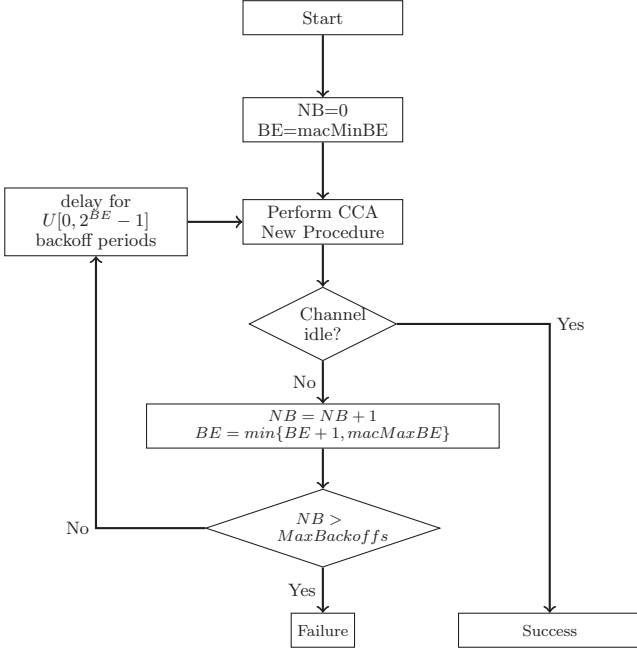 Start
NB=0
BE=macMinBE
delay for
U[0, 2^{BE} − 1]
backoff periods
Perform CCA
New Procedure
Channel
idle?
Yes
No
NB = NB + 1
BE = min{BE + 1, macMaxBE}
NB >
MaxBackoffs
No
Yes
Failure
Success